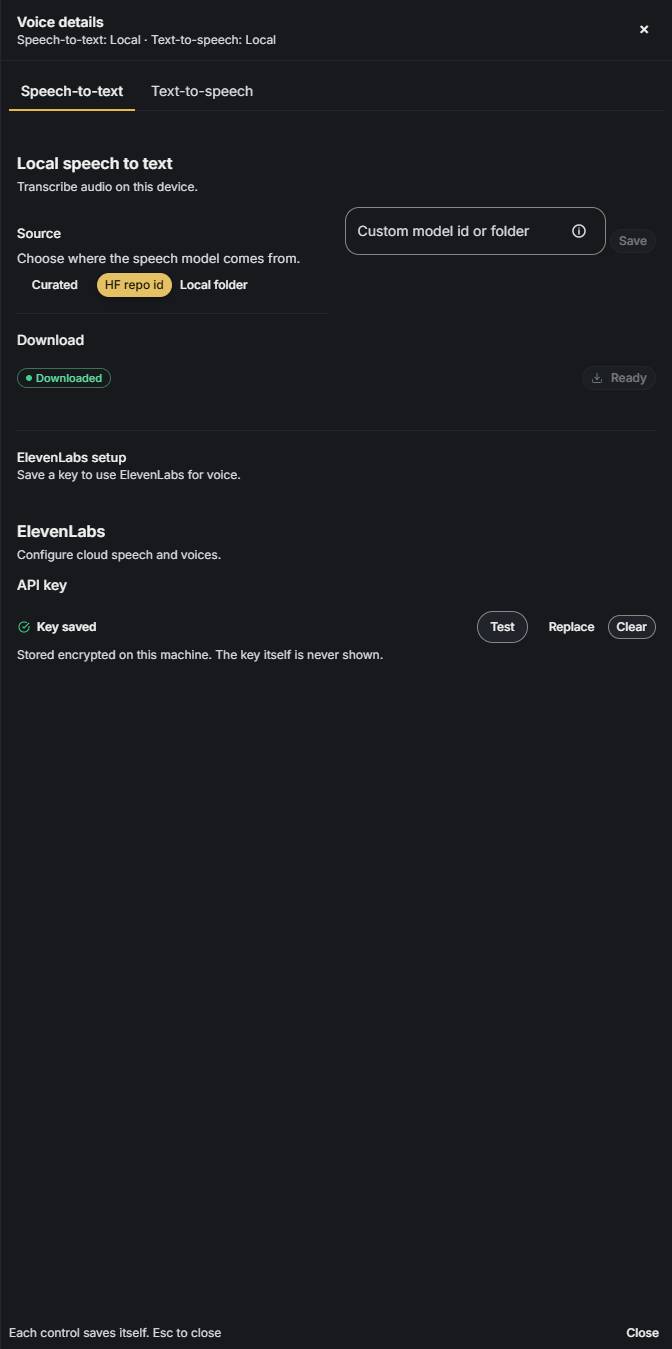 Voice details
Speech-to-text: Local · Text-to-speech: Local
Speech-to-text
Text-to-speech
Local speech to text
Transcribe audio on this device.
Source
Choose where the speech model comes from.
Curated
HF repo id
Local folder
Custom model id or folder
Save
Download
Downloaded
Ready
ElevenLabs setup
Save a key to use ElevenLabs for voice.
ElevenLabs
Configure cloud speech and voices.
API key
Key saved
Test
Replace
Clear
Stored encrypted on this machine. The key itself is never shown.
Each control saves itself. Esc to close
Close